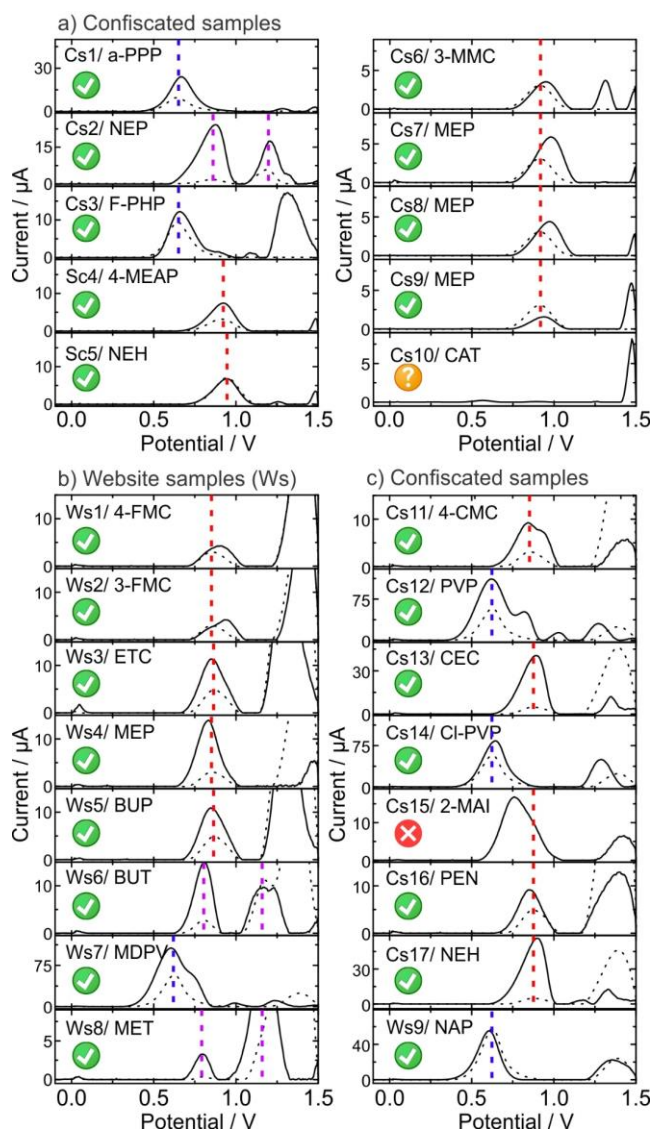 a) Confiscated samples
Cs1/ a-PPP
30
0
Cs2/ NEP
15
0
Cs3/ F-PHP
10
0
Sc4/ 4-MEAP
10
0
Sc5/ NEH
10
0
Current / µA
0.0 0.5 1.0 1.5
Potential / V
Cs6/ 3-MMC
5
0
Cs7/ MEP
5
0
Cs8/ MEP
5
0
Cs9/ MEP
5
0
Cs10/ CAT
?
5
0
Current / µA
0.0 0.5 1.0 1.5
Potential / V
b) Website samples (Ws)
Ws1/ 4-FMC
10
0
Ws2/ 3-FMC
10
0
Ws3/ ETC
10
0
Ws4/ MEP
10
0
Ws5/ BUP
10
0
Ws6/ BUT
10
0
Ws7/ MDPV
75
0
Ws8/ MET
5
0
Current / µA
0.0 0.5 1.0 1.5
Potential / V
c) Confiscated samples
Cs11/ 4-CMC
10
0
Cs12/ PVP
75
0
Cs13/ CEC
30
0
Cs14/ Cl-PVP
75
0
Cs15/ 2-MAI
10
0
Cs16/ PEN
10
0
Cs17/ NEH
30
0
Ws9/ NAP
50
0
Current / µA
0.0 0.5 1.0 1.5
Potential / V